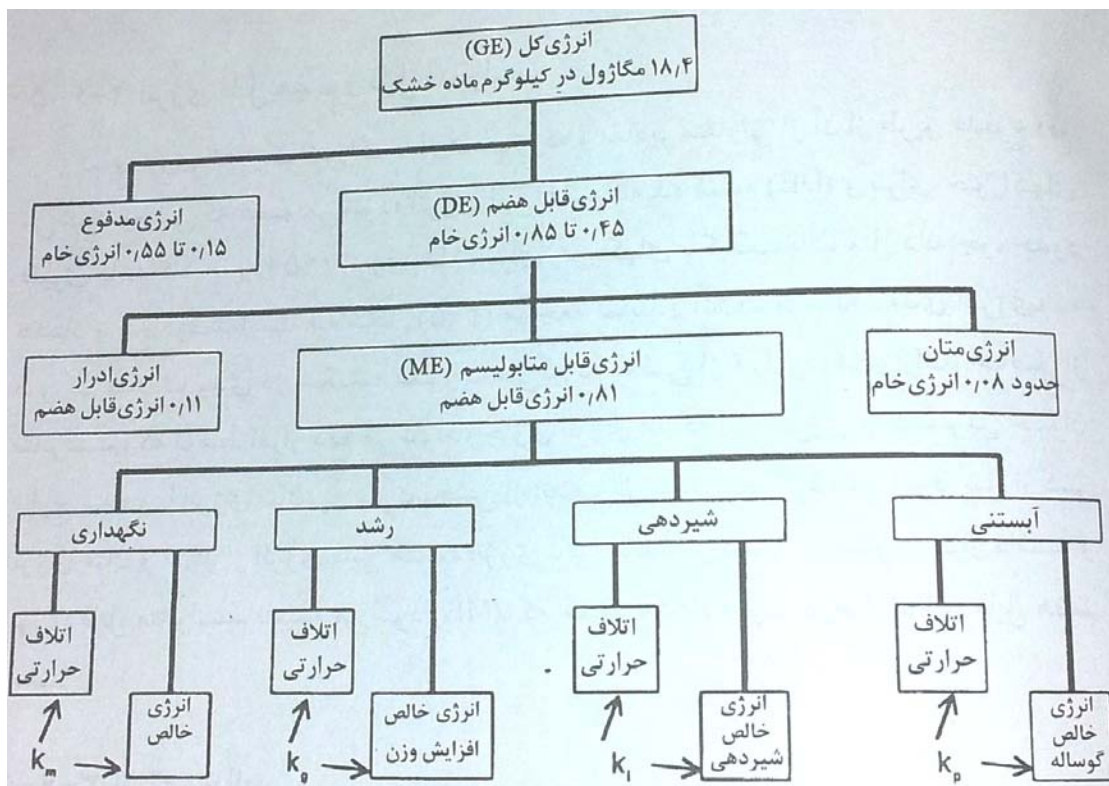 انرژی کل (GE)
۱۸٫۴ مگاژول در کیلوگرم ماده خشک
انرژی قابل هضم (DE)
۰٫۴۵ تا ۰٫۸۵ انرژی خام
انرژی مدفوع
۰٫۱۵ تا ۰٫۵۵ انرژی خام
انرژی متان
حدود ۰٫۰۸ انرژی خام
انرژی قابل متابولیسم (ME)
۰٫۸۱ انرژی قابل هضم
انرژی ادرار
۰٫۱۱ انرژی قابل هضم
آبستنی
شیردهی
رشد
نگهداری
اتلاف
حرارتی
انرژی
خالص
گوساله
kp
اتلاف
حرارتی
انرژی
خالص
شیردهی
kl
اتلاف
حرارتی
انرژی خالص
افزایش وزن
kg
اتلاف
حرارتی
انرژی
خالص
km